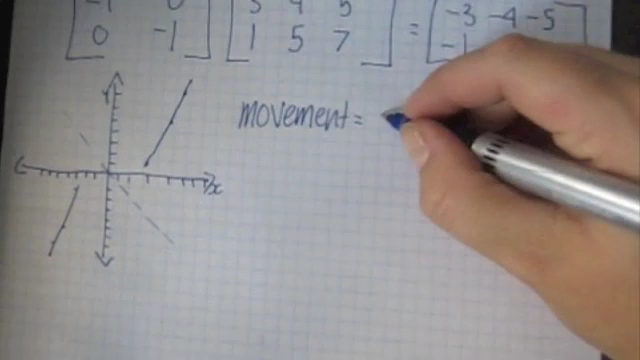 -1 0 3 4 5 -3 -4 -5
0 -1 1 5 7 = -1
movement =
Y
x